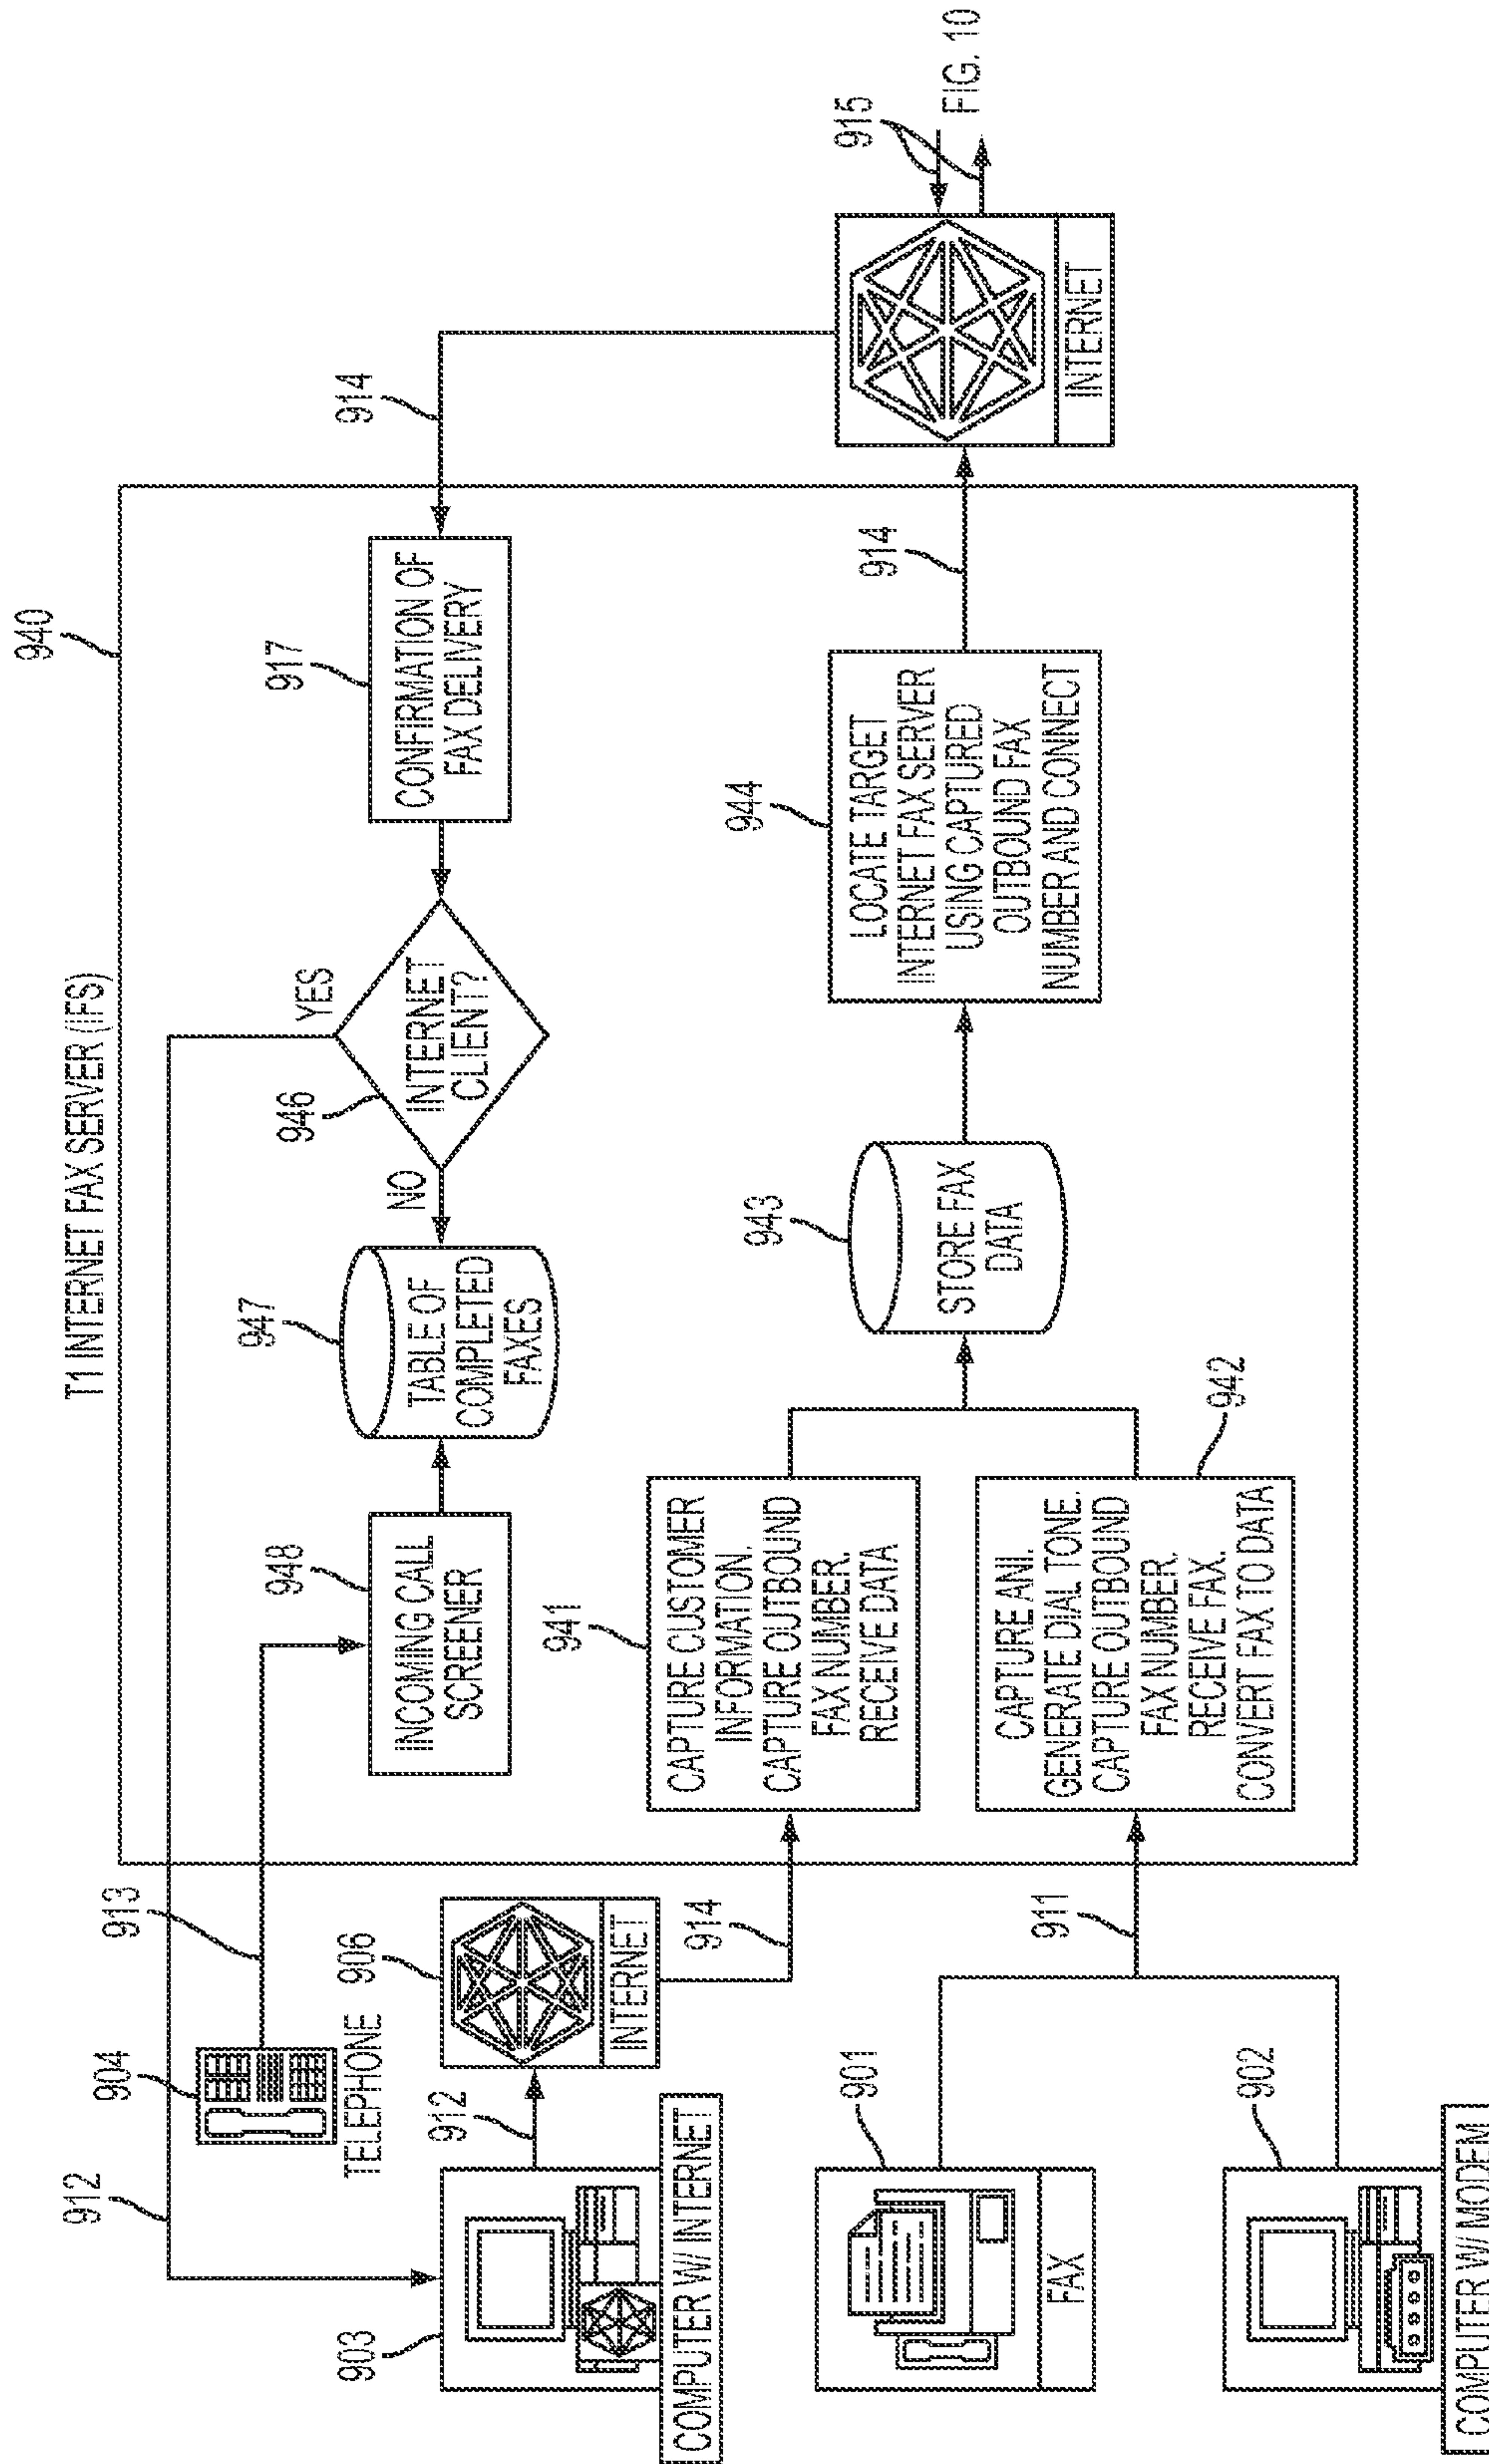 940
T1 INTERNET FAX SERVER (IFS)
912
904
TELEPHONE
913
948
INCOMING CALL
SCREENER
947
TABLE OF
COMPLETED
FAXES
NO
946
INTERNET
CLIENT?
YES
917
CONFIRMATION OF
FAX DELIVERY
914
903
COMPUTER W/ INTERNET
912
906
INTERNET
914
941
CAPTURE CUSTOMER
INFORMATION.
CAPTURE OUTBOUND
FAX NUMBER.
RECEIVE DATA
901
FAX
902
COMPUTER W/ MODEM
911
942
CAPTURE ANI.
GENERATE DIAL TONE.
CAPTURE OUTBOUND
FAX NUMBER.
RECEIVE FAX.
CONVERT FAX TO DATA
943
STORE FAX
DATA
944
LOCATE TARGET
INTERNET FAX SERVER
USING CAPTURED
OUTBOUND FAX
NUMBER AND CONNECT
914
INTERNET
915
FIG. 10